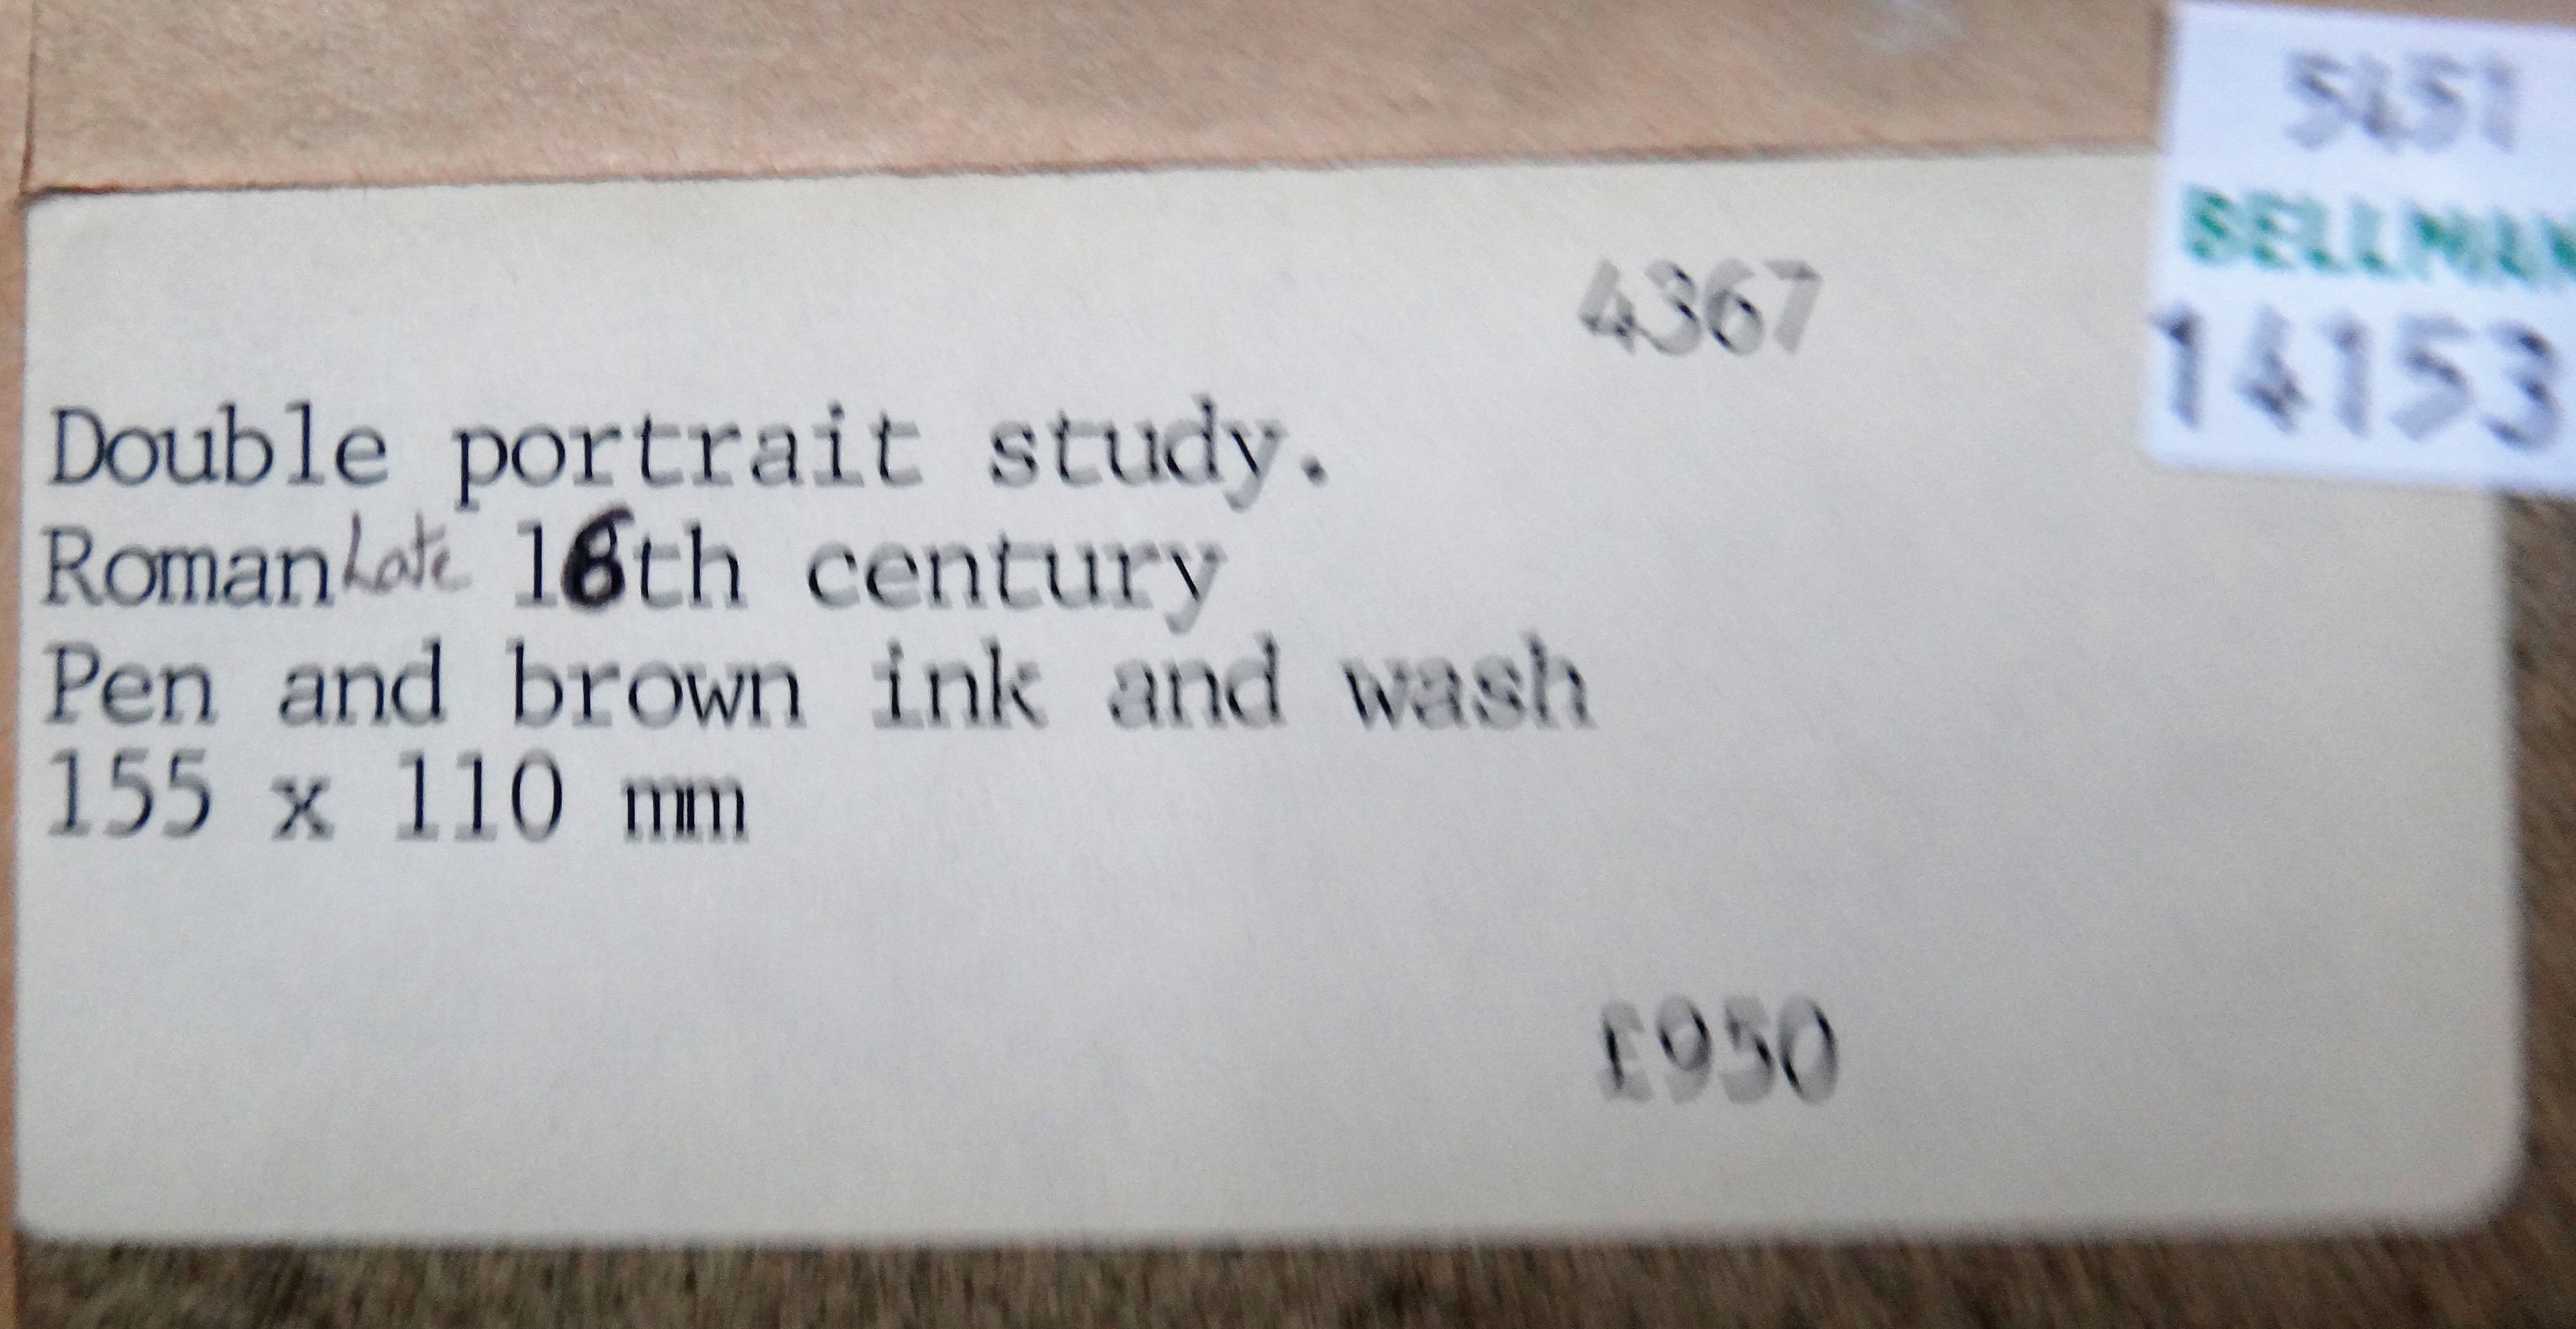 5451
BELLMAN
14153
4367
Double portrait study.
Roman Late 16th century
Pen and brown ink and wash
155 x 110 mm
£950